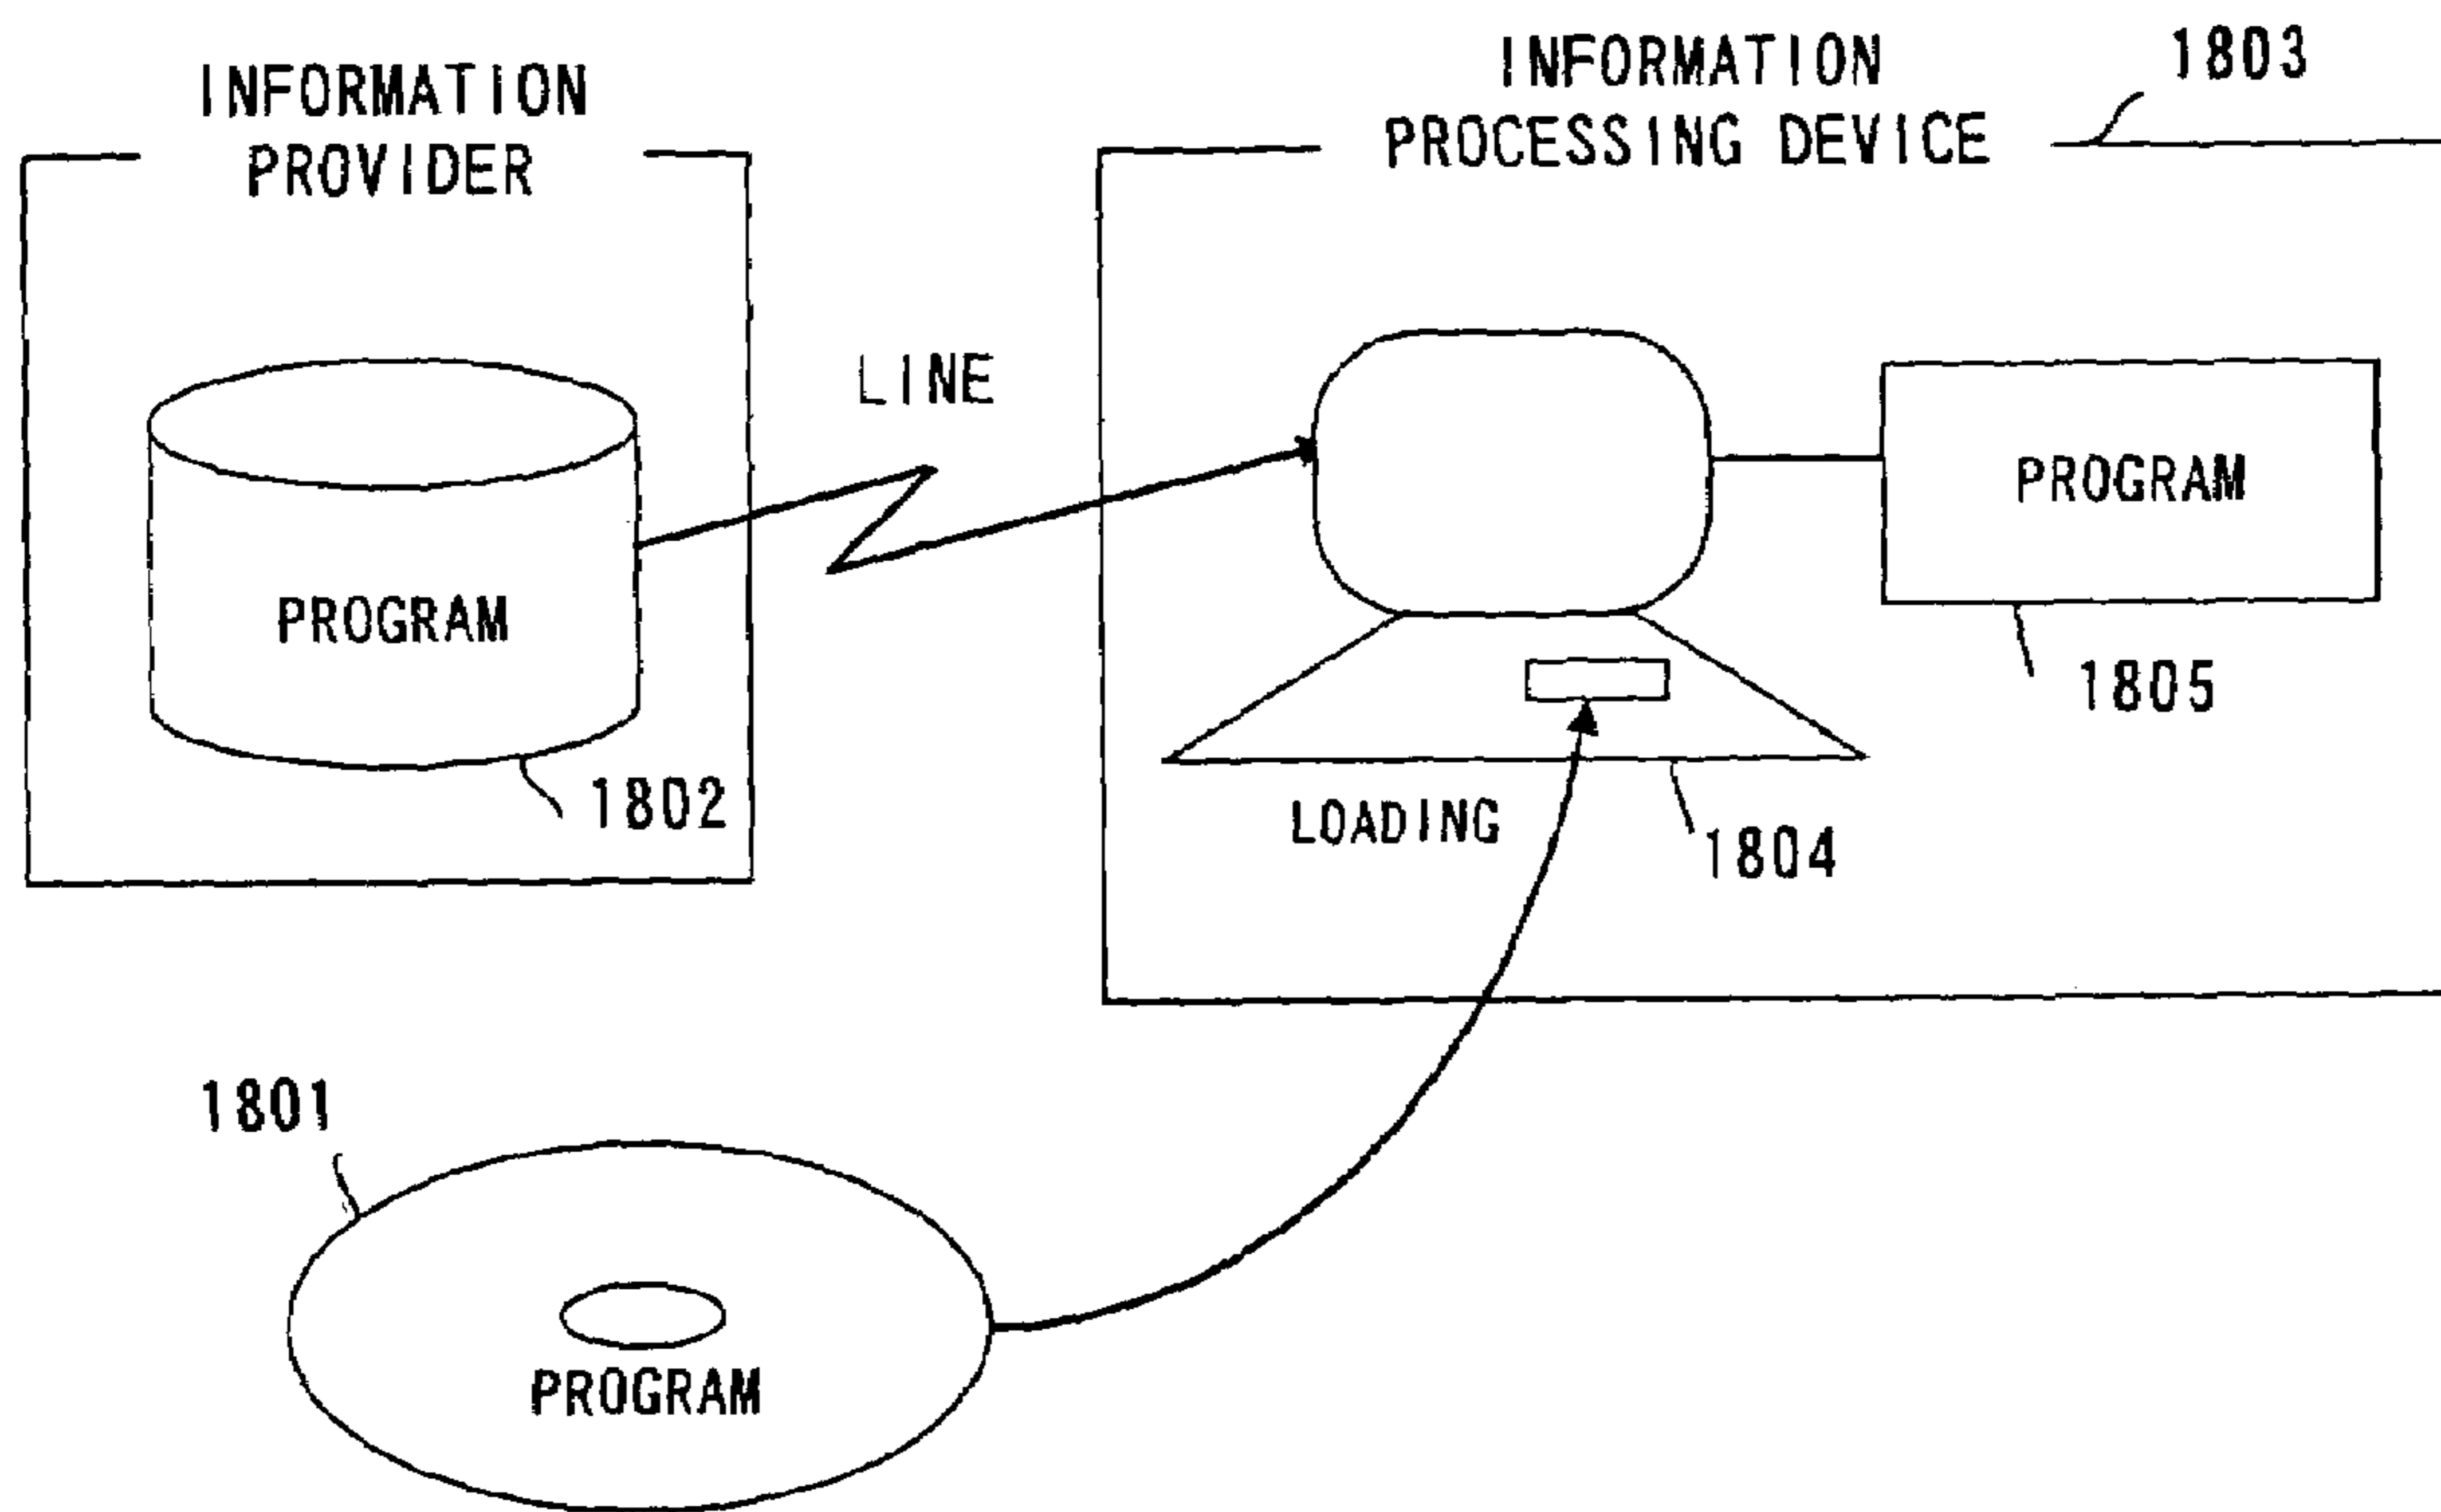 INFORMATION
PROVIDER
INFORMATION
PROCESSING DEVICE
1803
LINE
PROGRAM
PROGRAM
1802
1805
LOADING
1804
1801
PROGRAM